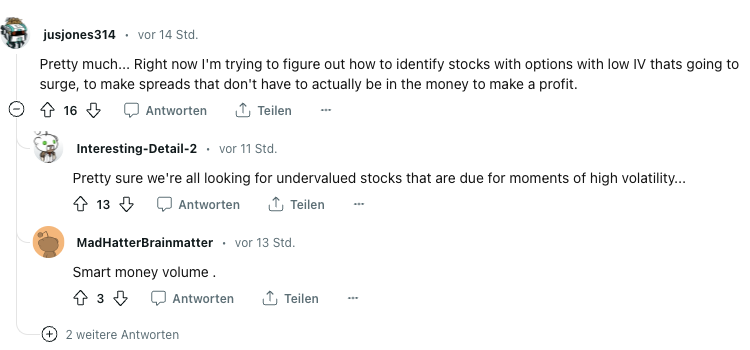 jusjones314 • vor 14 Std.
Pretty much... Right now I'm trying to figure out how to identify stocks with options with low IV thats going to
surge, to make spreads that don't have to actually be in the money to make a profit.
16 Antworten Teilen ...
Interesting-Detail-2 • vor 11 Std.
Pretty sure we're all looking for undervalued stocks that are due for moments of high volatility...
13 Antworten Teilen ...
MadHatterBrainmatter • vor 13 Std.
Smart money volume .
3 Antworten Teilen ...
2 weitere Antworten